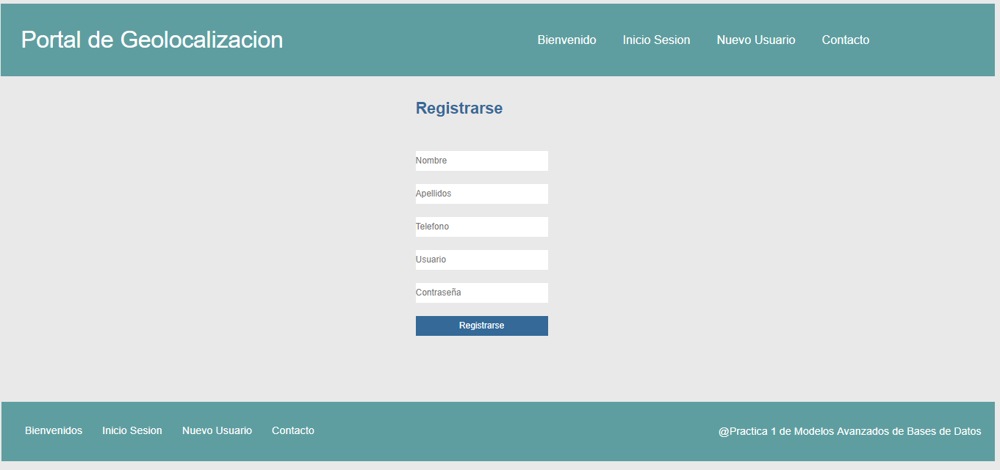 Portal de Geolocalizacion
Bienvenido Inicio Sesion Nuevo Usuario Contacto
Registrarse
Nombre
Apellidos
Telefono
Usuario
Contraseña
Registrarse
Bienvenidos Inicio Sesion Nuevo Usuario Contacto
@Practica 1 de Modelos Avanzados de Bases de Datos